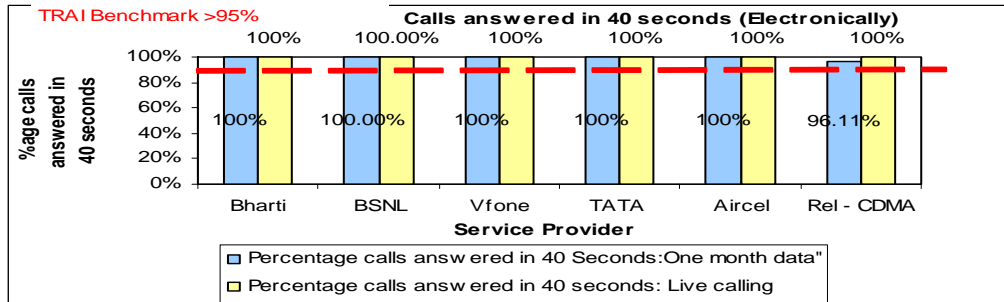 TRAI Benchmark >95%
Calls answered in 40 seconds (Electronically)
100% 100.00% 100% 100% 100% 100%
%age calls
answered in
40 seconds
100%
80%
60%
40%
20%
0%
100% 100.00% 100% 100% 100% 96.11%
Bharti BSNL Vfone TATA Aircel Rel - CDMA
Service Provider
Percentage calls answered in 40 Seconds:One month data"
Percentage calls answered in 40 seconds: Live calling